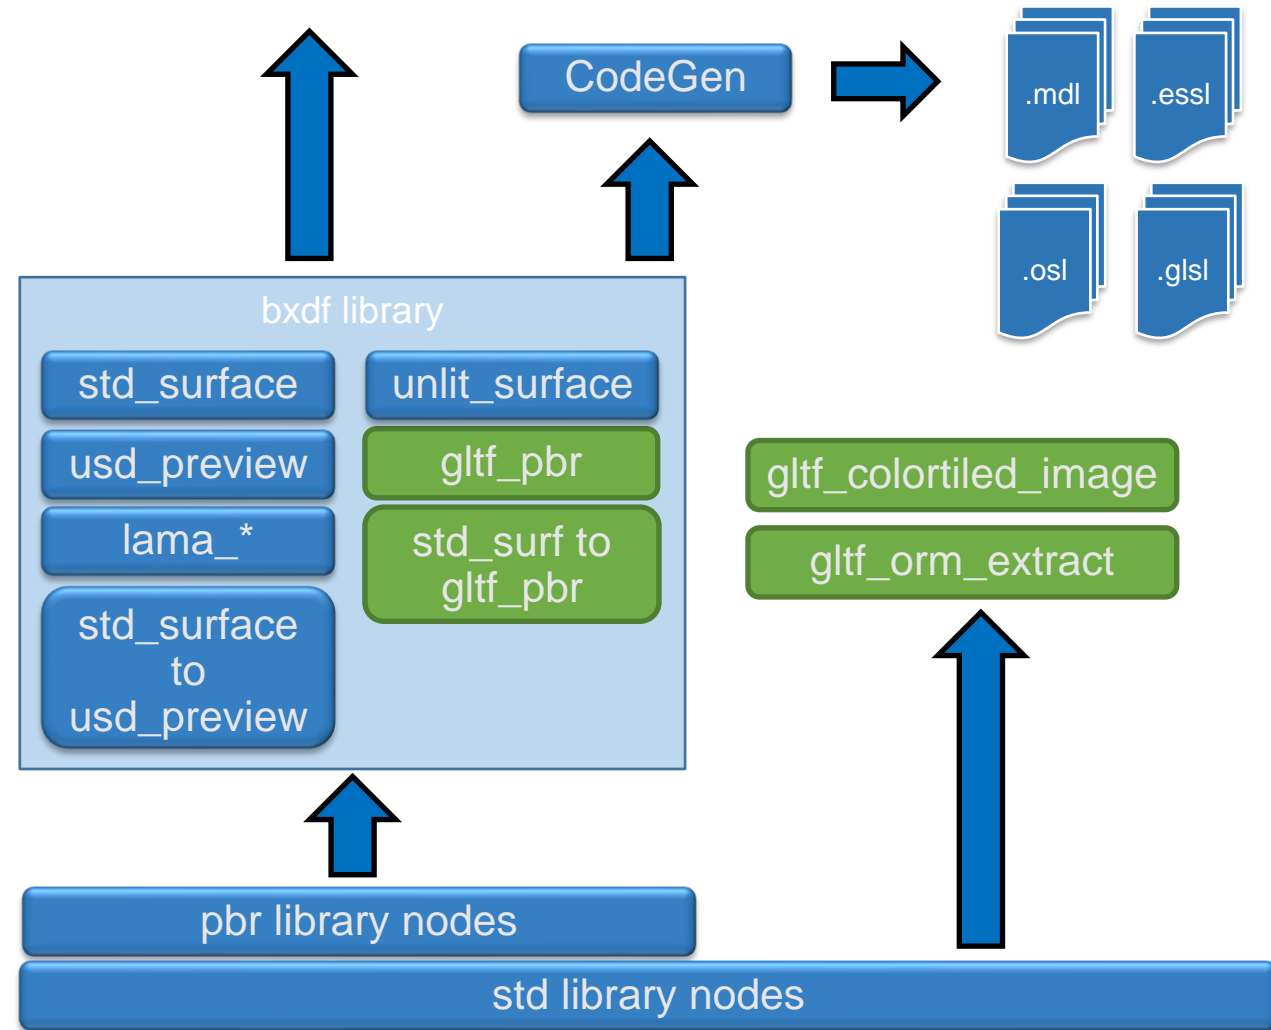 CodeGen
.mdl
.essl
.osl
.glsl
bxdf library
std_surface
unlit_surface
usd_preview
gltf_pbr
lama_*
std_surf to
gltf_pbr
std_surface
to
usd_preview
gltf_colortiled_image
gltf_orm_extract
pbr library nodes
std library nodes